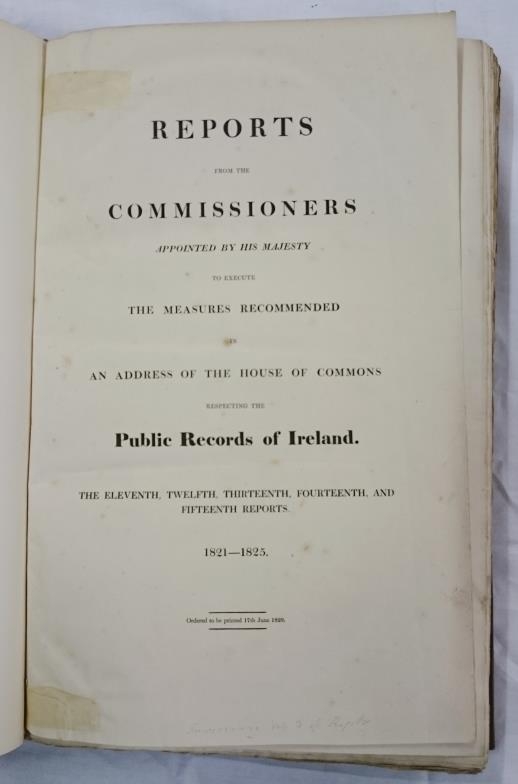 REPORTS
FROM THE
COMMISSIONERS
APPOINTED BY HIS MAJESTY
TO EXECUTE
THE MEASURES RECOMMENDED
IN
AN ADDRESS OF THE HOUSE OF COMMONS
RESPECTING THE
Public Records of Ireland.
THE ELEVENTH, TWELFTH, THIRTEENTH, FOURTEENTH, AND
FIFTEENTH REPORTS.
1821—1825.
Ordered to be printed 17th June 1829.